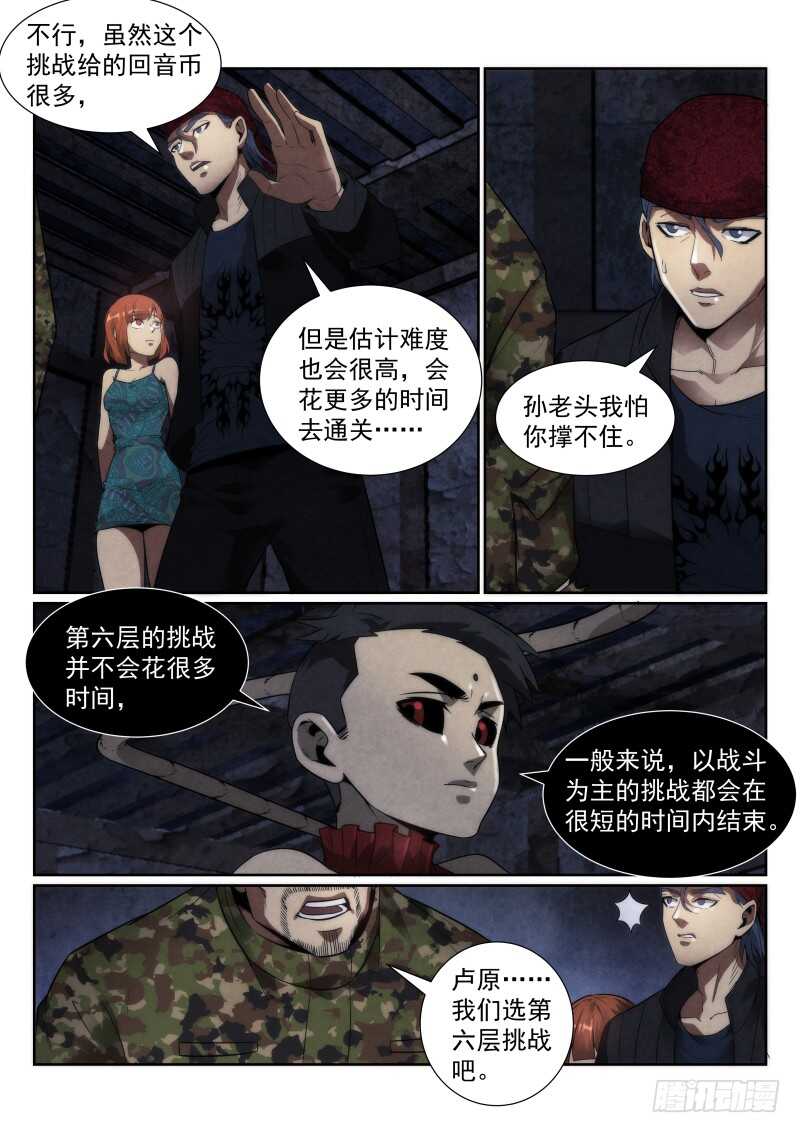 不行，虽然这个
挑战给的回音币
很多，
但是估计难度
也会很高，会
花更多的时间
去通关……
孙老头我怕
你撑不住。
第六层的挑战
并不会花很多
时间，
一般来说，以战斗
为主的挑战都会在
很短的时间内结束。
卢原……
我们选第
六层挑战
吧。
腾讯动漫